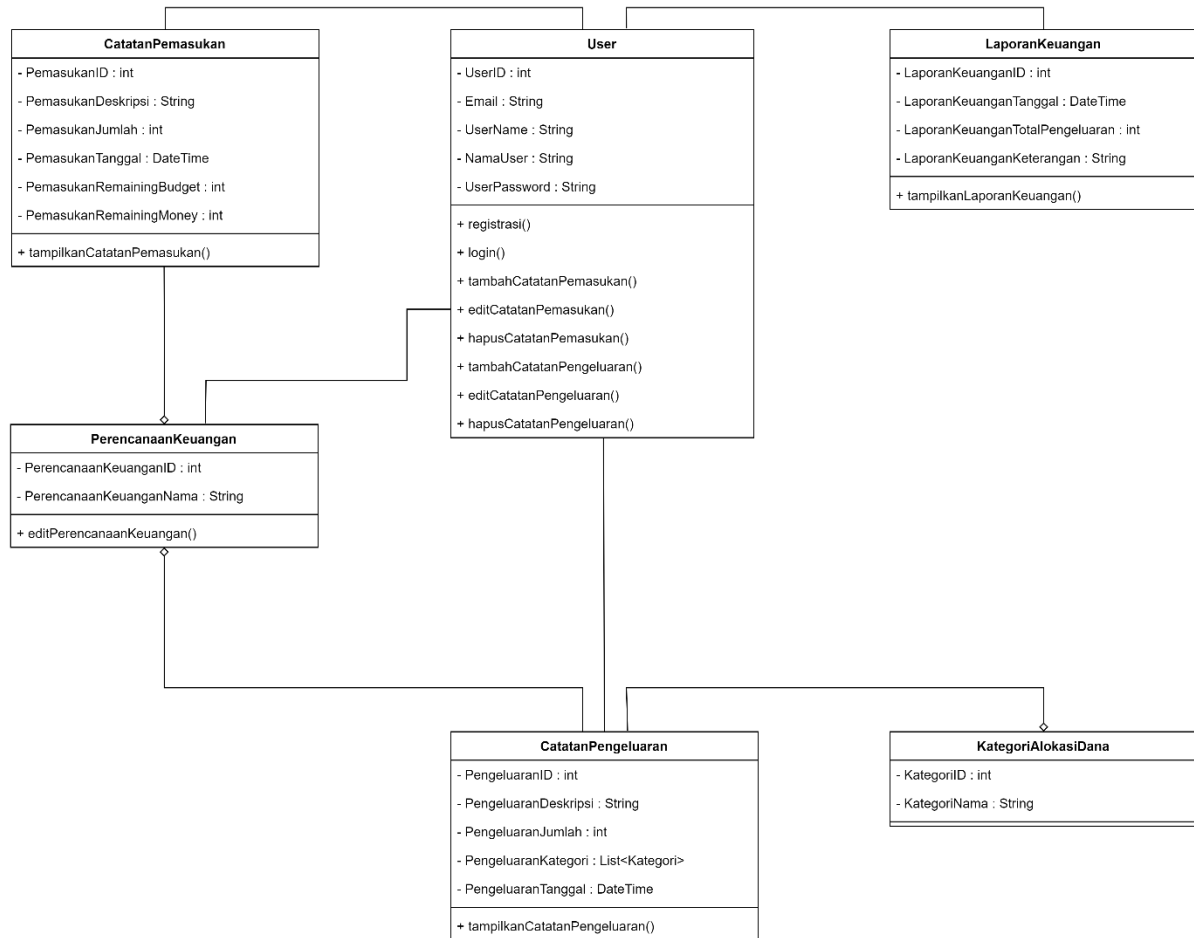 CatatanPemasukan
- PemasukanID : int
- PemasukanDeskripsi : String
- PemasukanJumlah : int
- PemasukanTanggal : DateTime
- PemasukanRemainingBudget : int
- PemasukanRemainingMoney : int
+ tampilkanCatatanPemasukan()
User
- UserID : int
- Email : String
- UserName : String
- NamaUser : String
- UserPassword : String
+ registrasi()
+ login()
+ tambahCatatanPemasukan()
+ editCatatanPemasukan()
+ hapusCatatanPemasukan()
+ tambahCatatanPengeluaran()
+ editCatatanPengeluaran()
+ hapusCatatanPengeluaran()
LaporanKeuangan
- LaporanKeuanganID : int
- LaporanKeuanganTanggal : DateTime
- LaporanKeuanganTotalPengeluaran : int
- LaporanKeuanganKeterangan : String
+ tampilkanLaporanKeuangan()
PerencanaanKeuangan
- PerencanaanKeuanganID : int
- PerencanaanKeuanganNama : String
+ editPerencanaanKeuangan()
CatatanPengeluaran
- PengeluaranID : int
- PengeluaranDeskripsi : String
- PengeluaranJumlah : int
- PengeluaranKategori : List<Kategori>
- PengeluaranTanggal : DateTime
+ tampilkanCatatanPengeluaran()
KategoriAlokasiDana
- KategoriID : int
- KategoriNama : String